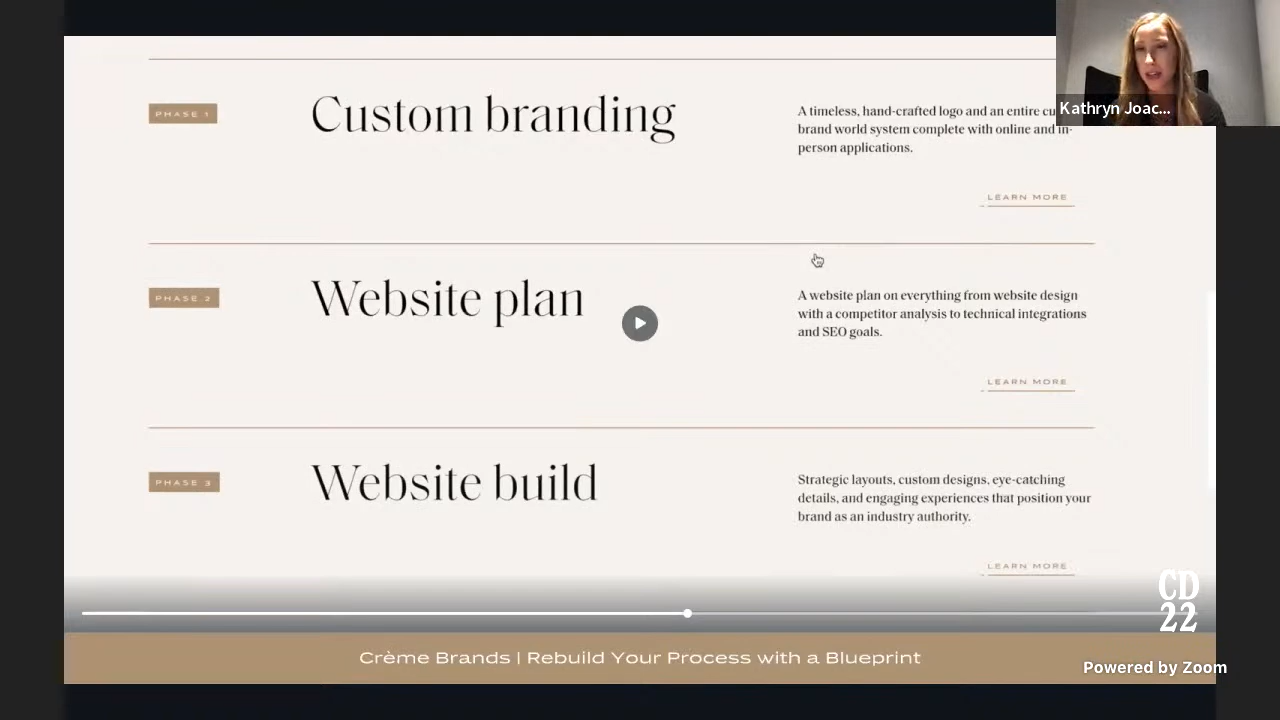 PHASE 1
Custom branding
A timeless, hand-crafted logo and an entire
brand world system complete with online and in-
person applications.
LEARN MORE
PHASE 2
Website plan
A website plan on everything from website design
with a competitor analysis to technical integrations
and SEO goals.
LEARN MORE
PHASE 3
Website build
Strategic layouts, custom designs, eye-catching
details, and engaging experiences that position your
brand as an industry authority.
LEARN MORE
Kathryn Joac...
CD
22
Crème Brands | Rebuild Your Process with a Blueprint
Powered by Zoom